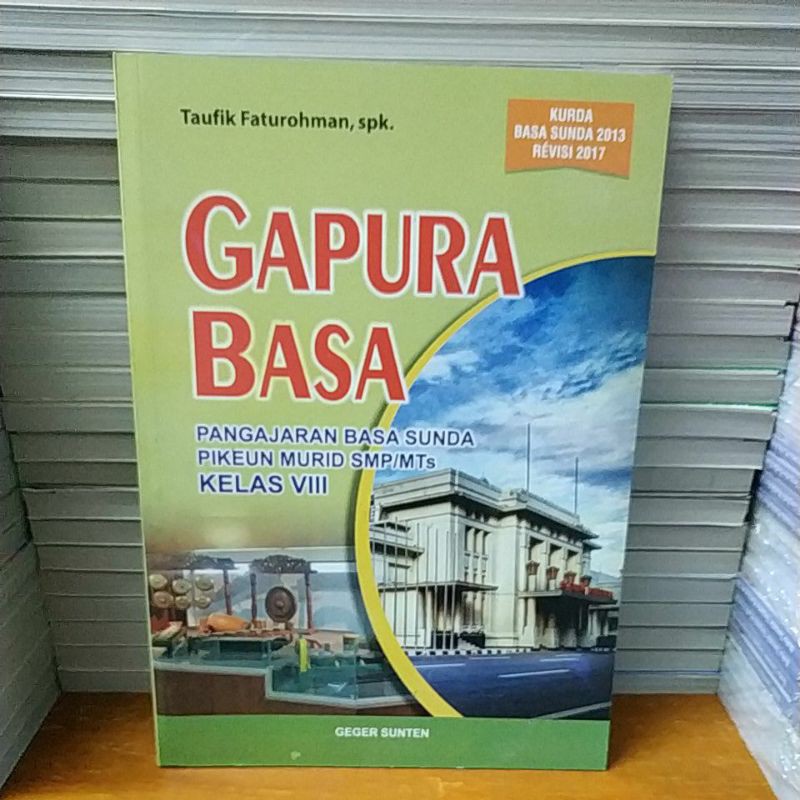 Taufik Faturohman, spk.
KURDA
BASA SUNDA 2013
RÉVISI 2017
GAPURA
BASA
PANGAJARAN BASA SUNDA
PIKEUN MURID SMP/MTs
KELAS VIII
GEGER SUNTEN